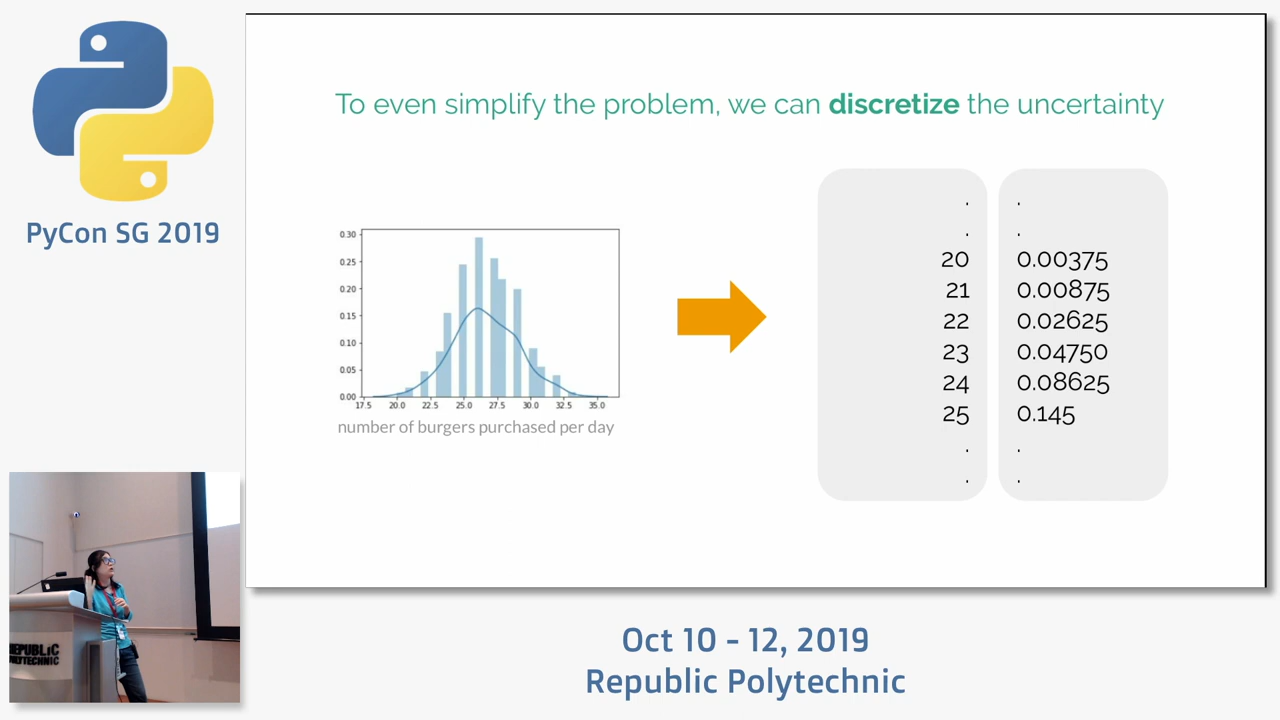 PyCon SG 2019
To even simplify the problem, we can discretize the uncertainty
0.30
0.25
0.20
0.15
0.10
0.05
0.00
17.5 20.0 22.5 25.0 27.5 30.0 32.5 35.0
number of burgers purchased per day
. .
. .
20 0.00375
21 0.00875
22 0.02625
23 0.04750
24 0.08625
25 0.145
. .
. .
REPUBLIC
POLYTECHNIC
Oct 10 - 12, 2019
Republic Polytechnic